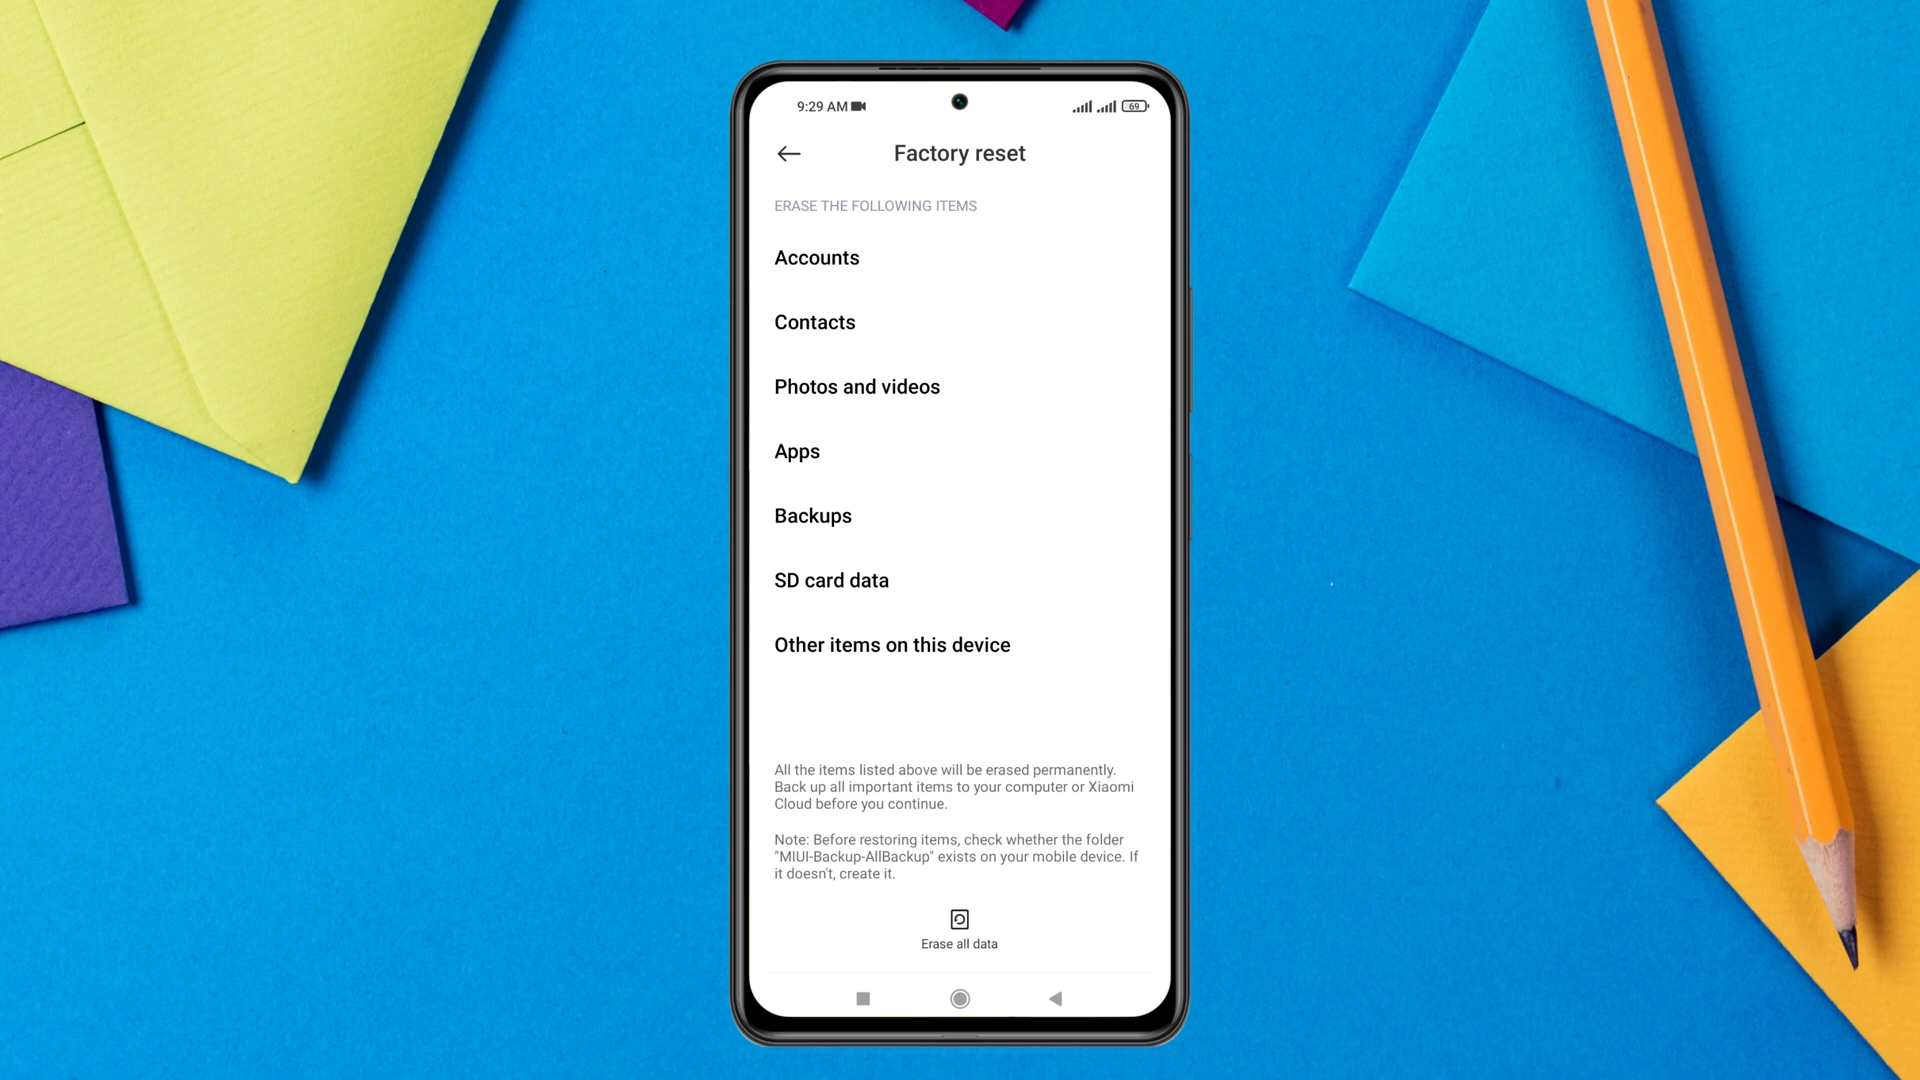 9:29 AM
69
Factory reset
ERASE THE FOLLOWING ITEMS
Accounts
Contacts
Photos and videos
Apps
Backups
SD card data
Other items on this device
All the items listed above will be erased permanently.
Back up all important items to your computer or Xiaomi
Cloud before you continue.
Note: Before restoring items, check whether the folder
"MIUI-Backup-AllBackup" exists on your mobile device. If
it doesn't, create it.
Erase all data